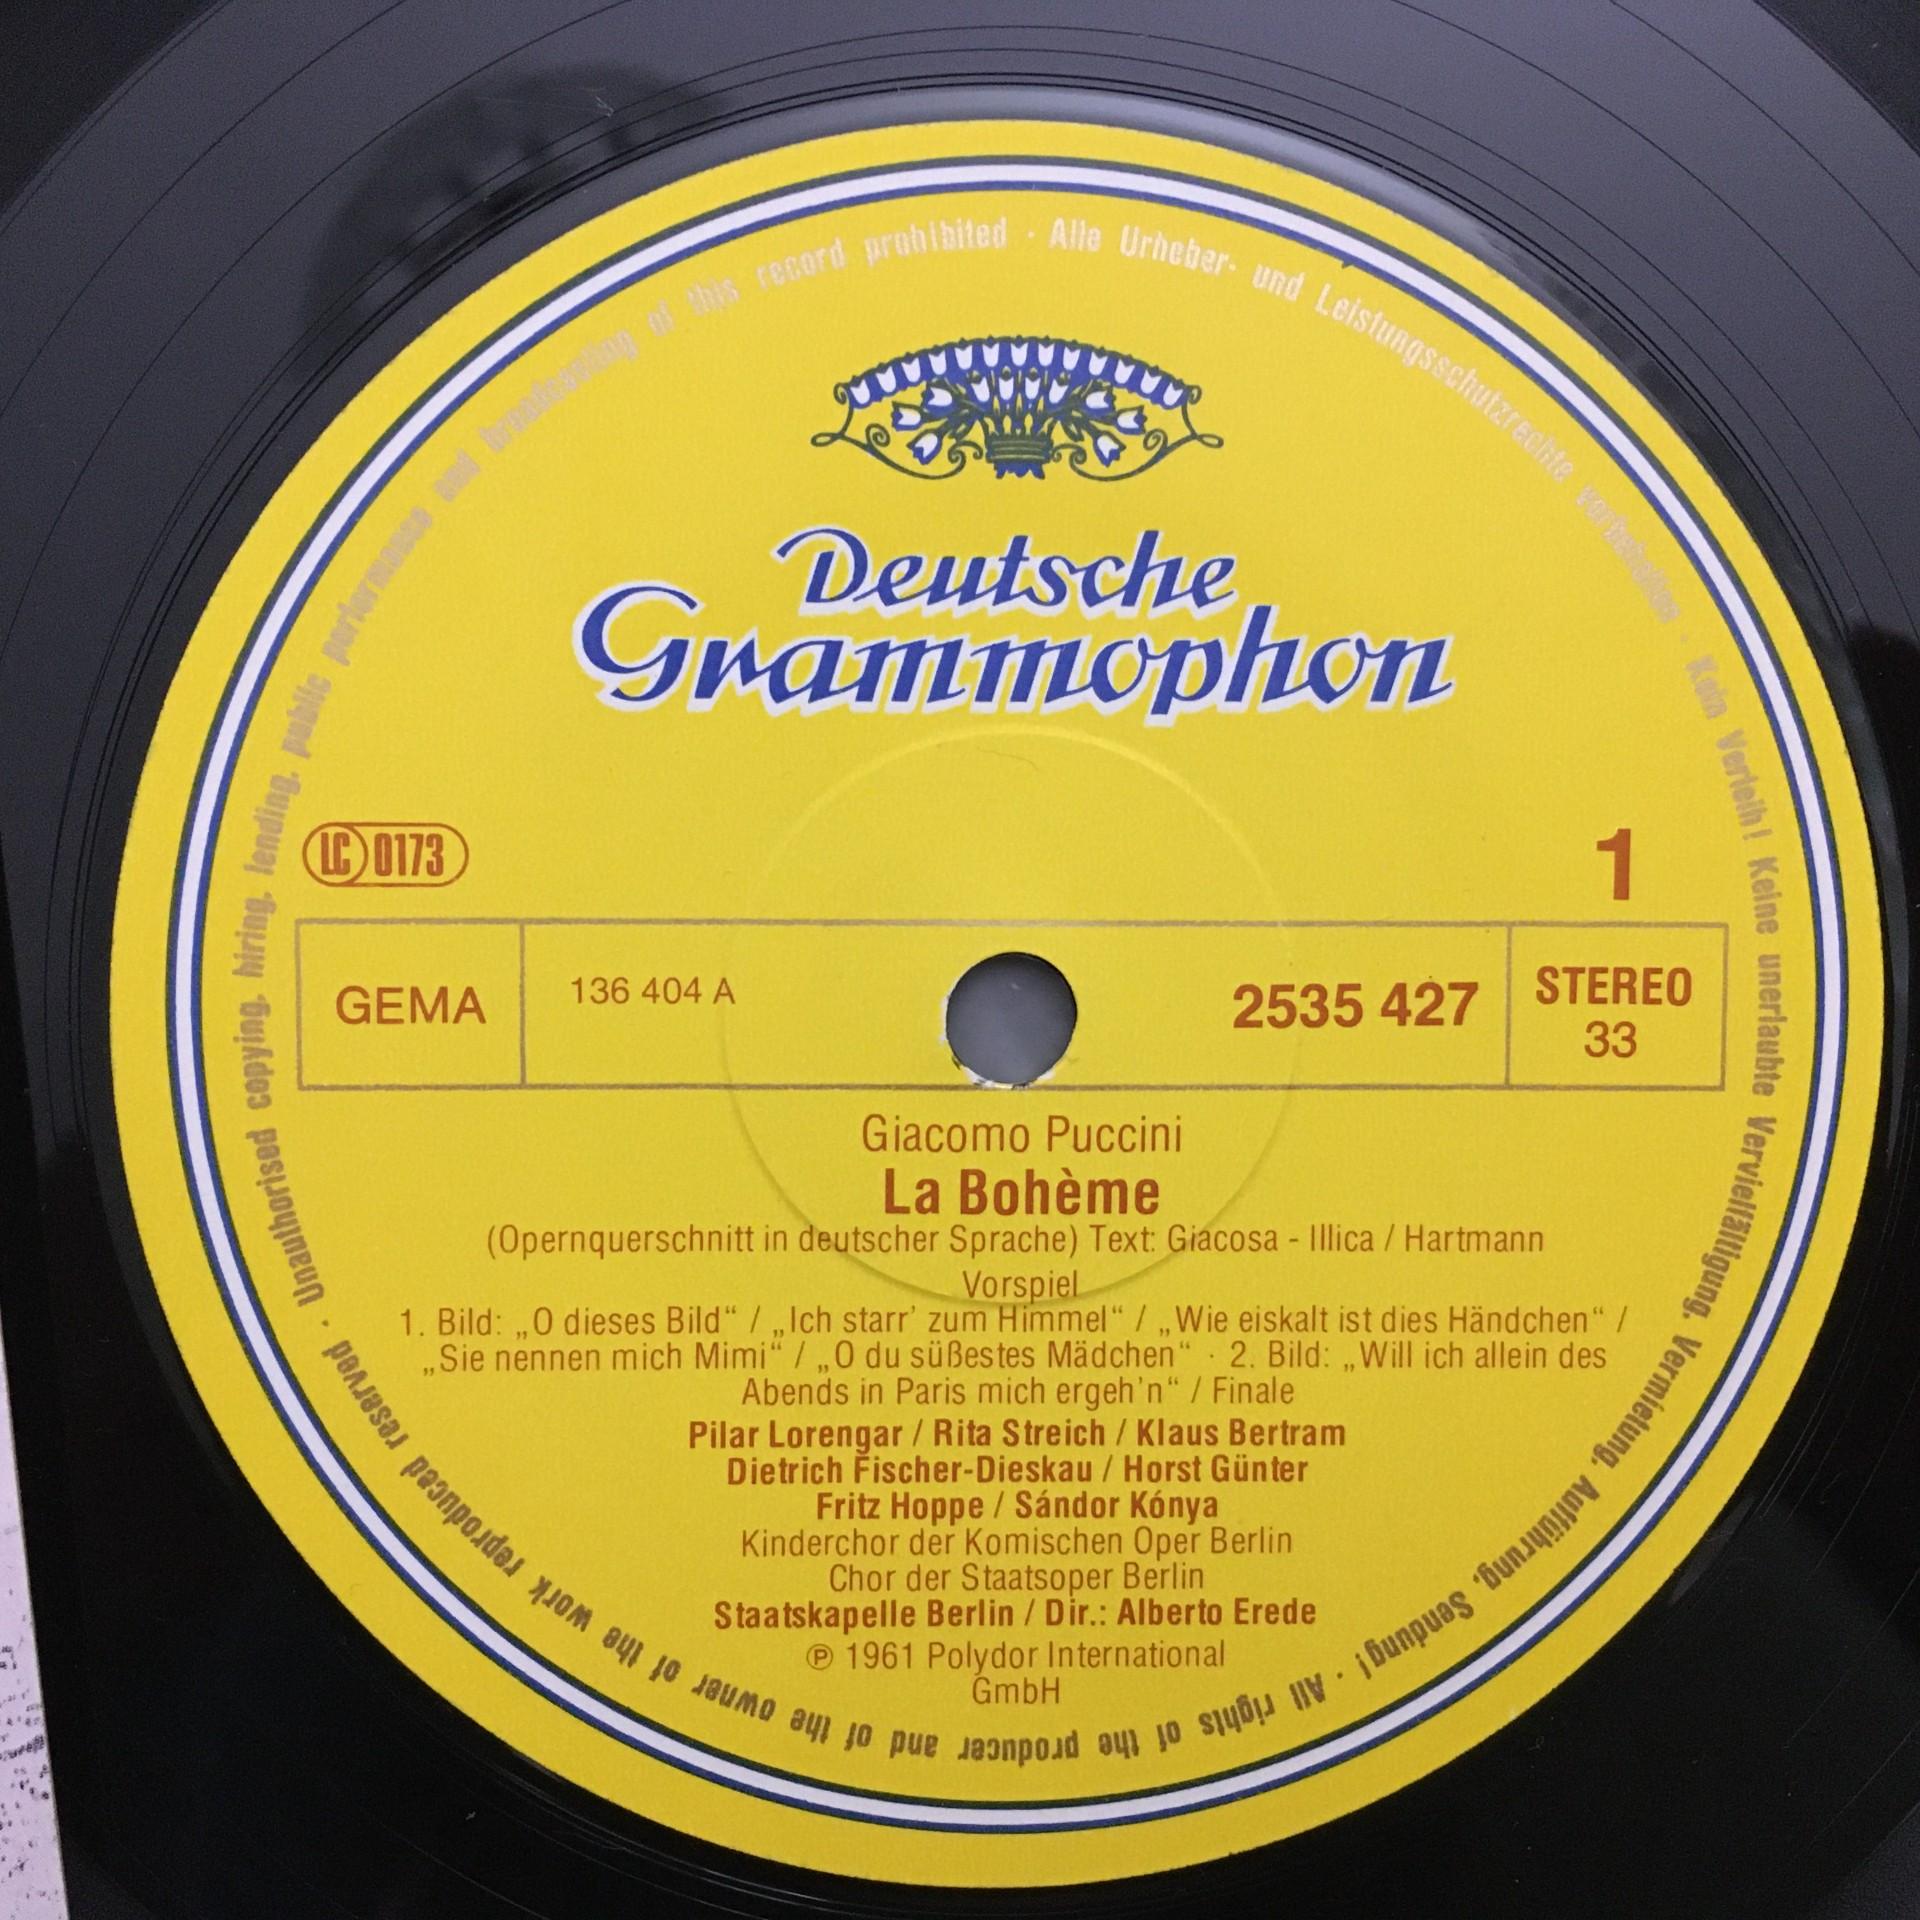 Deutsche
Grammophon
LC 0173
1
GEMA
136 404 A
2535 427
STEREO
33
Giacomo Puccini
La Bohème
(Opernquerschnitt in deutscher Sprache) Text: Giacosa - Illica / Hartmann
Vorspiel
1. Bild: „O dieses Bild“ / „Ich starr’ zum Himmel“ / „Wie eiskalt ist dies Händchen“ /
„Sie nennen mich Mimi“ / „O du süßestes Mädchen“ · 2. Bild: „Will ich allein des
Abends in Paris mich ergeh’n“ / Finale
Pilar Lorengar / Rita Streich / Klaus Bertram
Dietrich Fischer-Dieskau / Horst Günter
Fritz Hoppe / Sándor Kónya
Kinderchor der Komischen Oper Berlin
Chor der Staatsoper Berlin
Staatskapelle Berlin / Dir.: Alberto Erede
℗ 1961 Polydor International
GmbH
Alle Urheber- und Leistungsschutzrechte vorbehalten · Kein Verleih! Keine unerlaubte Vervielfältigung, Vermietung, Aufführung, Sendung! · All rights of the producer and of the owner of the work reproduced reserved · Unauthorised copying, hiring, lending, public performance and broadcasting of this record prohibited ·